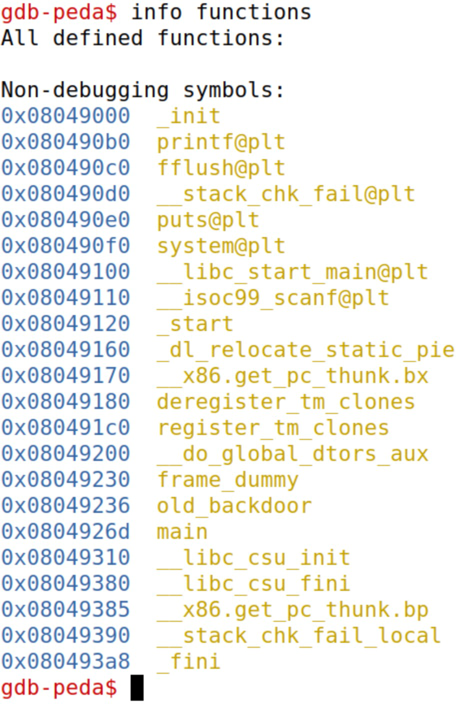 gdb-peda$ info functions
All defined functions:

Non-debugging symbols:
0x08049000  _init
0x080490b0  printf@plt
0x080490c0  fflush@plt
0x080490d0  __stack_chk_fail@plt
0x080490e0  puts@plt
0x080490f0  system@plt
0x08049100  __libc_start_main@plt
0x08049110  __isoc99_scanf@plt
0x08049120  _start
0x08049160  _dl_relocate_static_pie
0x08049170  __x86.get_pc_thunk.bx
0x08049180  deregister_tm_clones
0x080491c0  register_tm_clones
0x08049200  __do_global_dtors_aux
0x08049230  frame_dummy
0x08049236  old_backdoor
0x0804926d  main
0x08049310  __libc_csu_init
0x08049380  __libc_csu_fini
0x08049385  __x86.get_pc_thunk.bp
0x08049390  __stack_chk_fail_local
0x080493a8  _fini
gdb-peda$